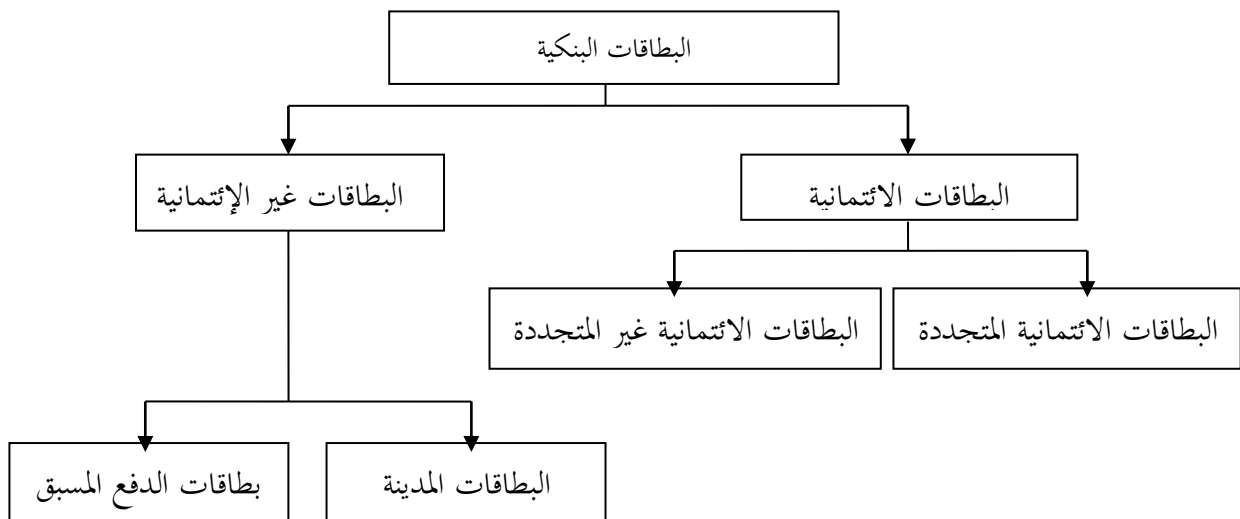 البطاقات البنكية
البطاقات الائتمانية
البطاقات غير الإئتمانية
البطاقات الائتمانية المتجددة
البطاقات الائتمانية غير المتجددة
البطاقات المدينة
بطاقات الدفع المسبق